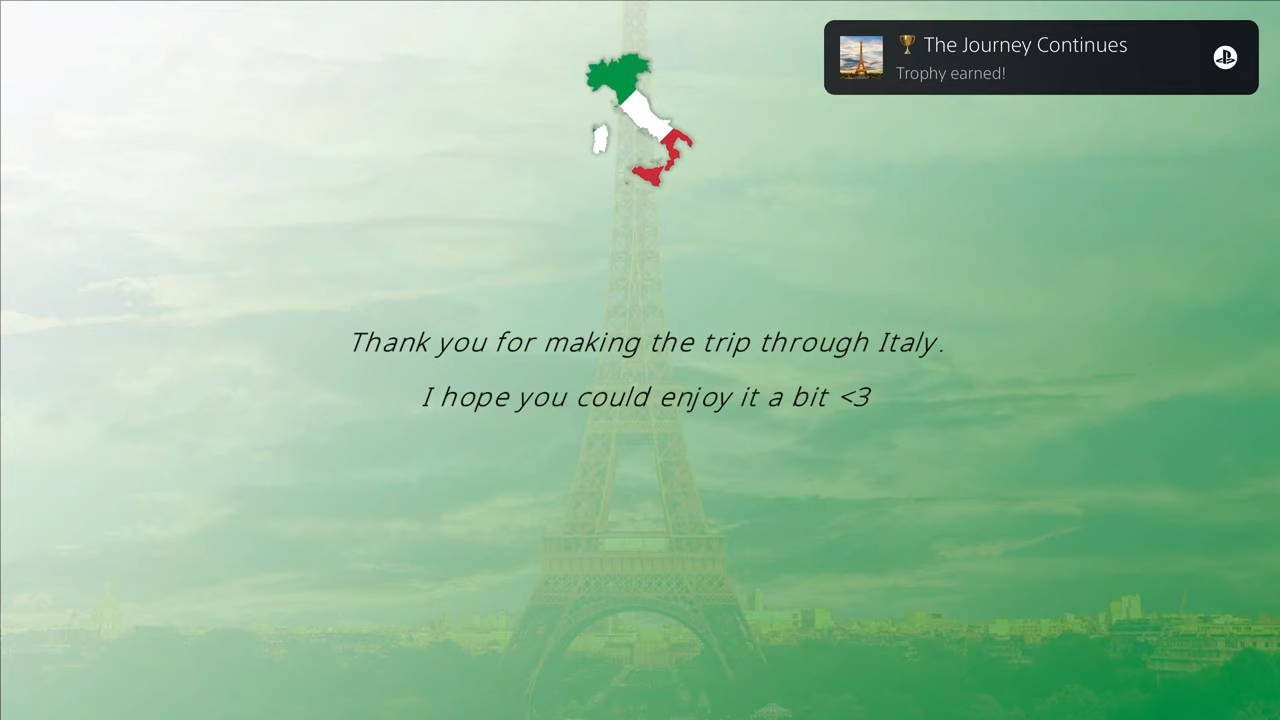 The Journey Continues
Trophy earned!
Thank you for making the trip through Italy.
I hope you could enjoy it a bit <3